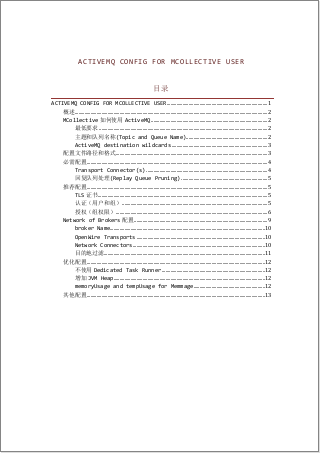 ACTIVEMQ CONFIG FOR MCOLLECTIVE USER
目录
ACTIVEMQ CONFIG FOR MCOLLECTIVE USER 1
概述 2
MCollective 如何使用 ActiveMQ 2
最低要求 2
主题和队列名称(Topic and Queue Name) 2
ActiveMQ destination wildcards 3
配置文件路径和格式 3
必需配置 4
Transport Connector(s) 4
回复队列处理(Replay Queue Pruning) 5
推荐配置 5
TLS 证书 5
认证（用户和组） 5
授权（组权限） 6
Network of Brokers 配置 9
broker Name 10
OpenWire Transports 10
Network Connectors 10
目的地过滤 11
优化配置 12
不使用 Dedicated Task Runner 12
增加 JVM Heap 12
memoryUsage and tempUsage for Memmage 12
其他配置 13